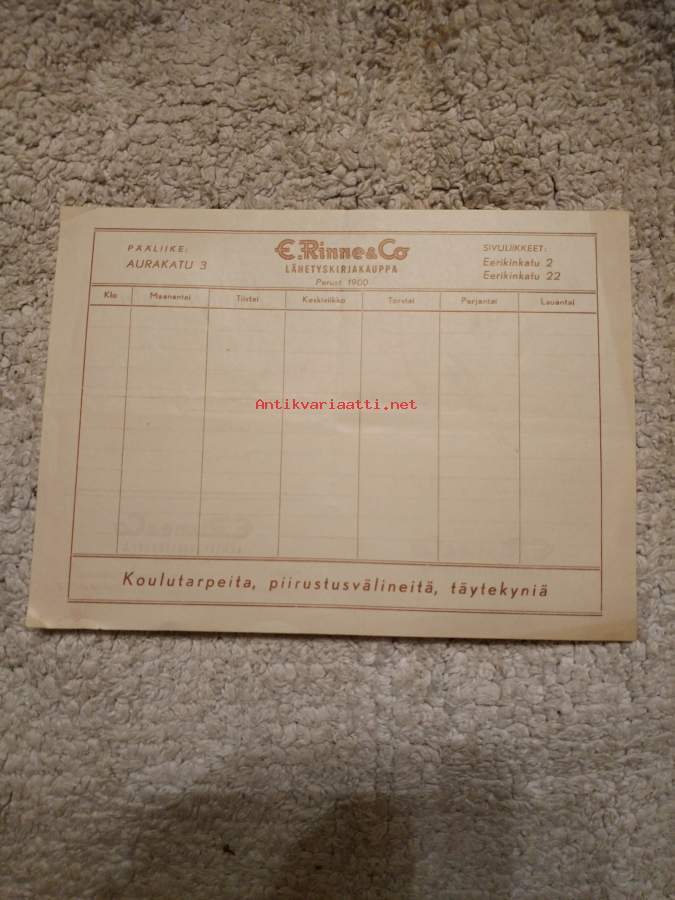 PÄÄLIIKE:
AURAKATU 3
E. Rinne & Co
LÄHETYSKIRJAKAUPPA
Perust 1900
SIVULIIKKEET:
Eerikinkatu 2
Eerikinkatu 22
Klo Maanantai Tiistai Keskiviikko Torstai Perjantai Lauantai
Antikvariaatti.net
Koulutarpeita, piirustusvälineitä, täytekyniä